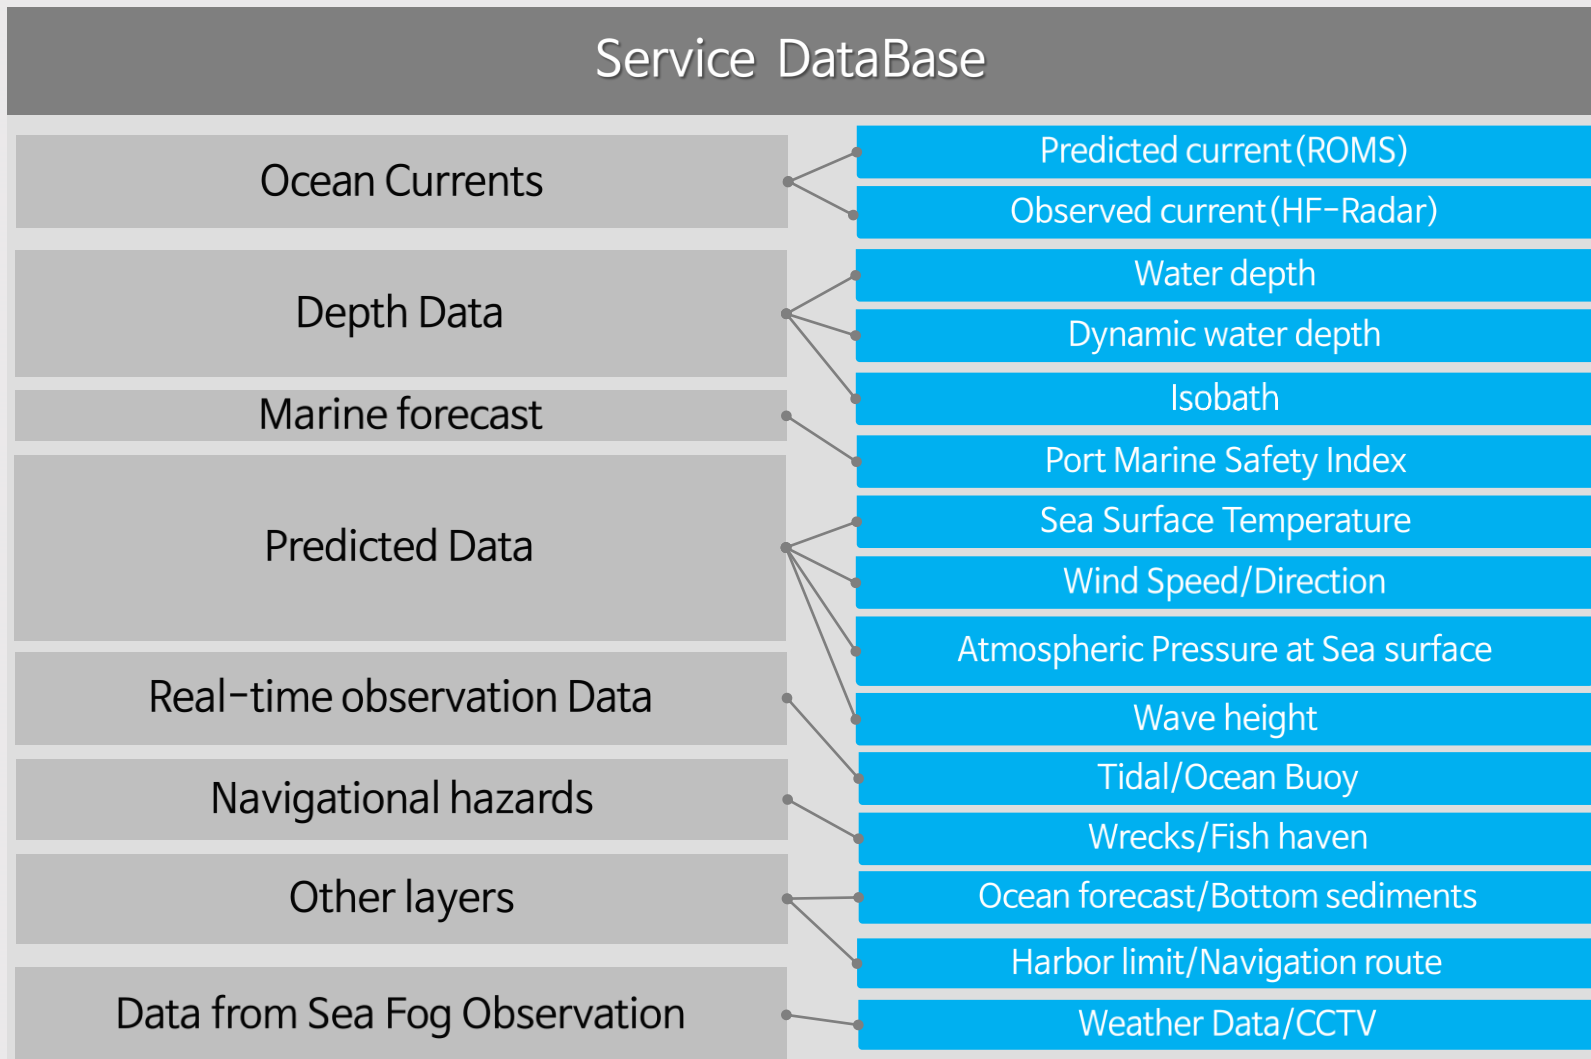 Service DataBase
Ocean Currents
Predicted current(ROMS)
Observed current(HF-Radar)
Depth Data
Water depth
Dynamic water depth
Isobath
Marine forecast
Port Marine Safety Index
Predicted Data
Sea Surface Temperature
Wind Speed/Direction
Atmospheric Pressure at Sea surface
Wave height
Real-time observation Data
Tidal/Ocean Buoy
Navigational hazards
Wrecks/Fish haven
Other layers
Ocean forecast/Bottom sediments
Harbor limit/Navigation route
Data from Sea Fog Observation
Weather Data/CCTV